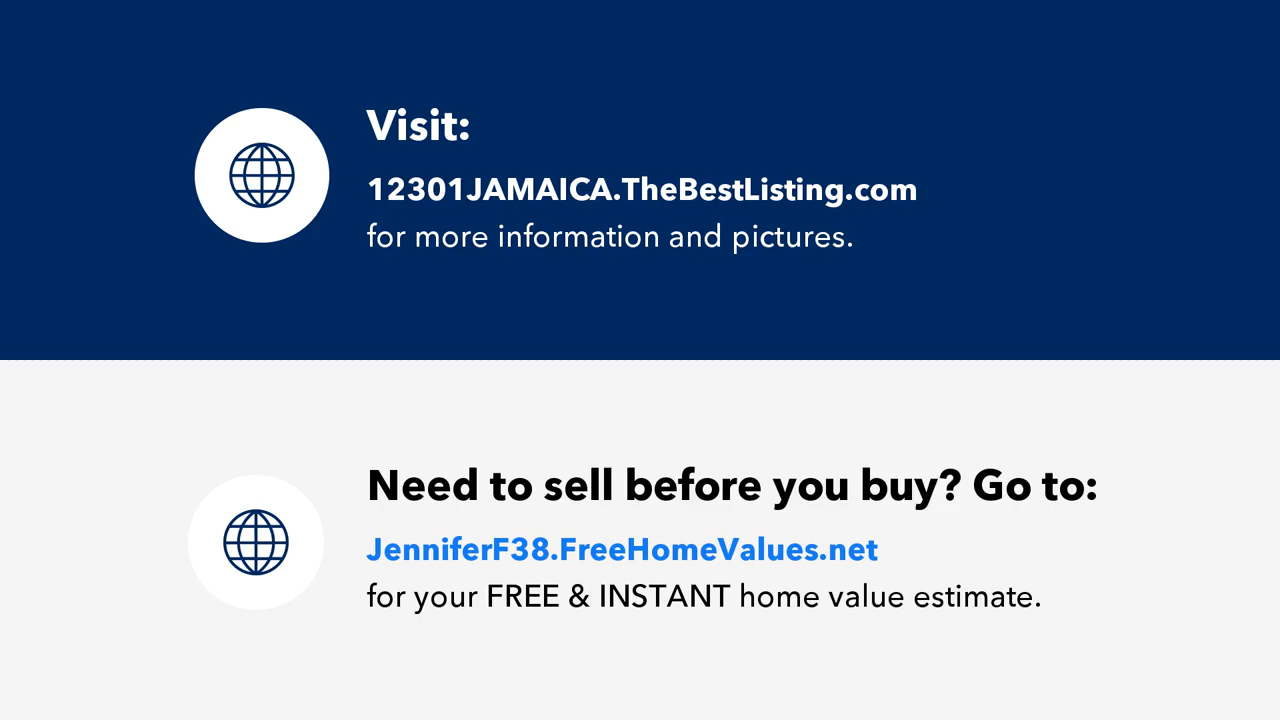 Visit:
12301JAMAICA.TheBestListing.com
for more information and pictures.
Need to sell before you buy? Go to:
JenniferF38.FreeHomeValues.net
for your FREE & INSTANT home value estimate.